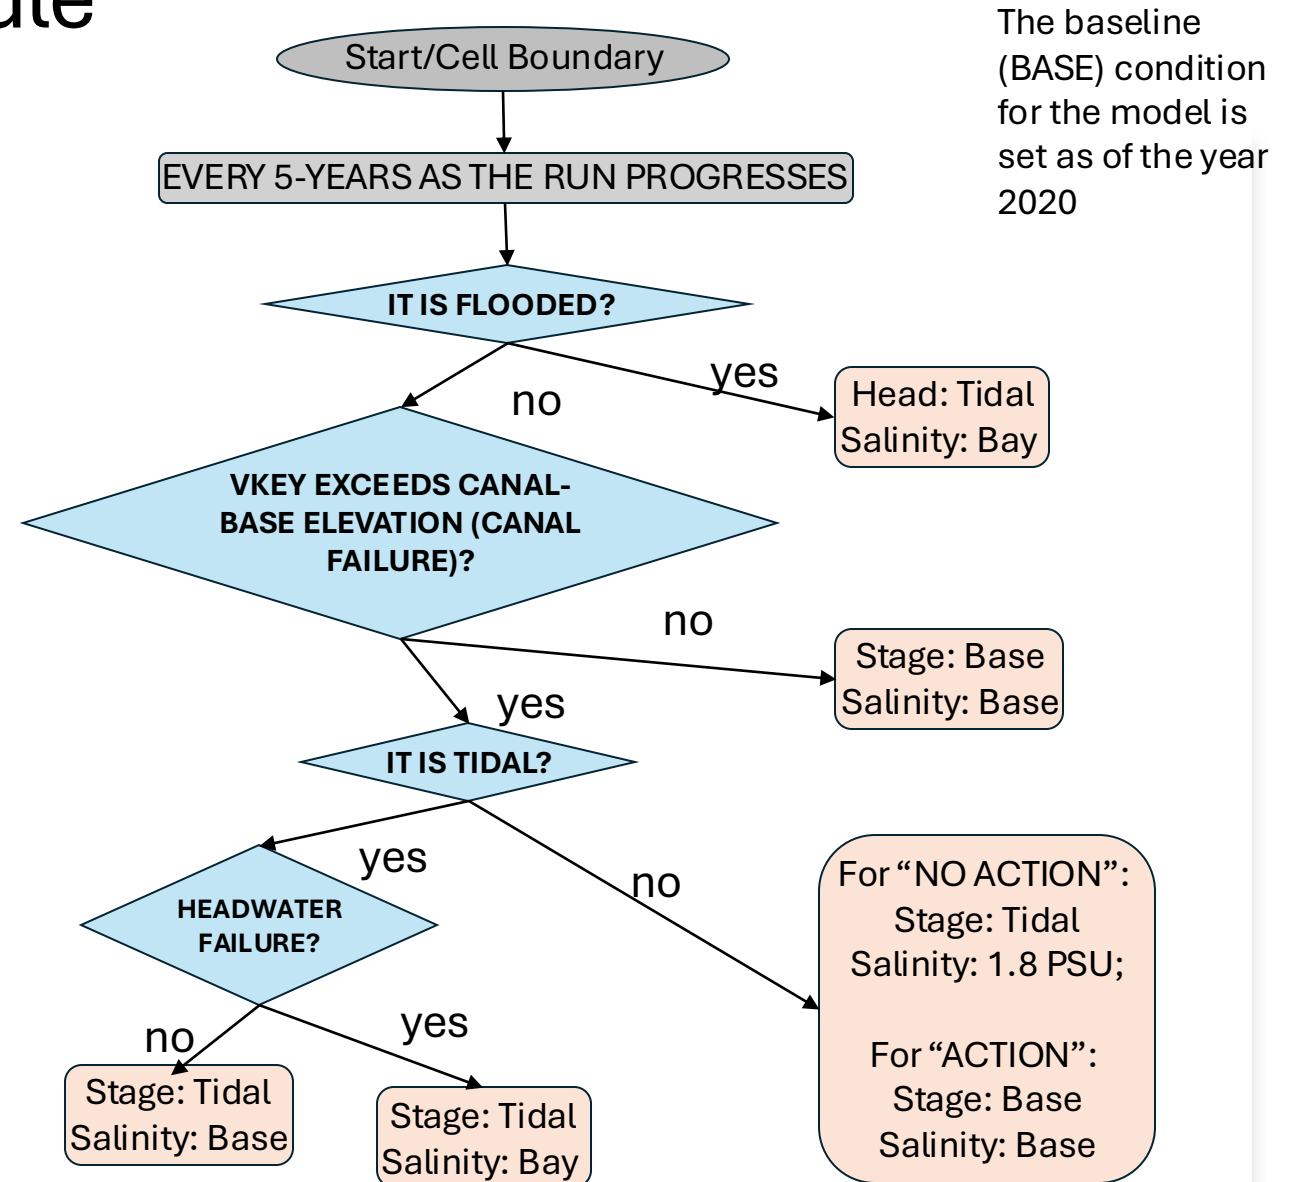 The baseline
(BASE) condition
for the model is
set as of the year
2020
Start/Cell Boundary
EVERY 5-YEARS AS THE RUN PROGRESSES
IT IS FLOODED?
yes
no
Head: Tidal
Salinity: Bay
VKEY EXCEEDS CANAL-
BASE ELEVATION (CANAL
FAILURE)?
no
Stage: Base
Salinity: Base
yes
IT IS TIDAL?
yes
no
HEADWATER
FAILURE?
For “NO ACTION”:
Stage: Tidal
Salinity: 1.8 PSU;
For “ACTION”:
Stage: Base
Salinity: Base
no
yes
Stage: Tidal
Salinity: Base
Stage: Tidal
Salinity: Bay